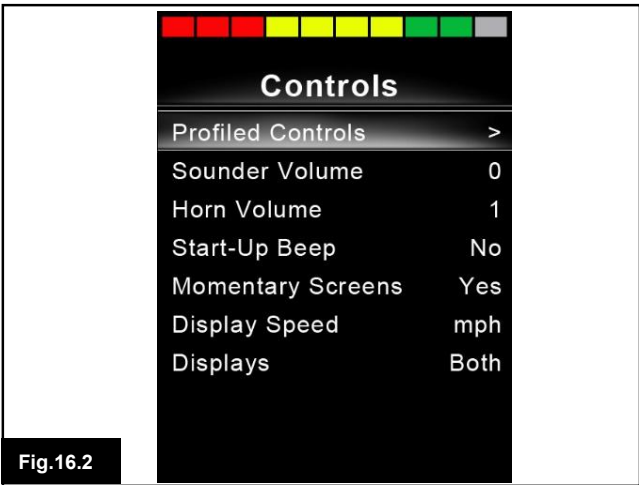 Controls
Profiled Controls >
Sounder Volume 0
Horn Volume 1
Start-Up Beep No
Momentary Screens Yes
Display Speed mph
Displays Both
Fig.16.2